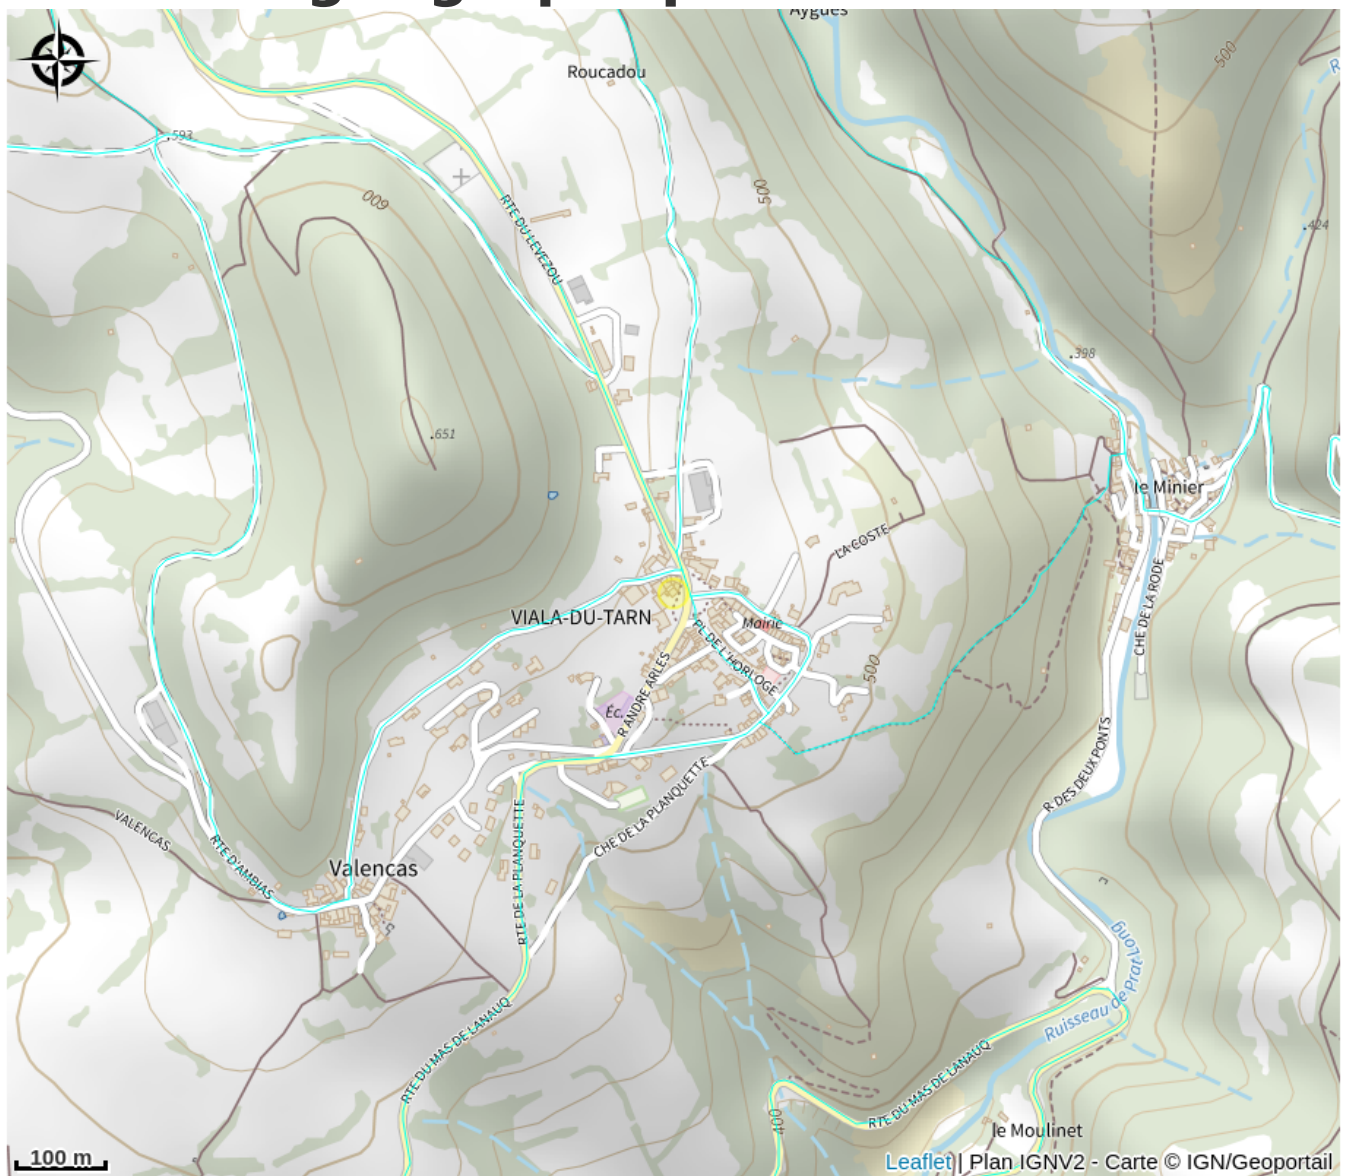 Aygues
Roucadou
500
R
.593
600
500
RTE DU LEVEZOU
.424
.398
.651
le Minier
LA COSTE
VIALA-DU-TARN
Mairie
PL DE L'HORLOGE
CHE DE LA RODE
500
R ANDRE ARLES
Éc.
R DES DEUX PONTS
CHE DE LA PLANQUETTE
VALENCAS
RTE D'AMBIAS
Valencas
RTE DE LA PLANQUETTE
Ruisseau de Prat Long
RTE DU MAS DE LANAUQ
RTE DU MAS DE LANAUQ
400
le Moulinet
100 m
Leaflet | Plan IGNV2 - Carte © IGN/Geoportail